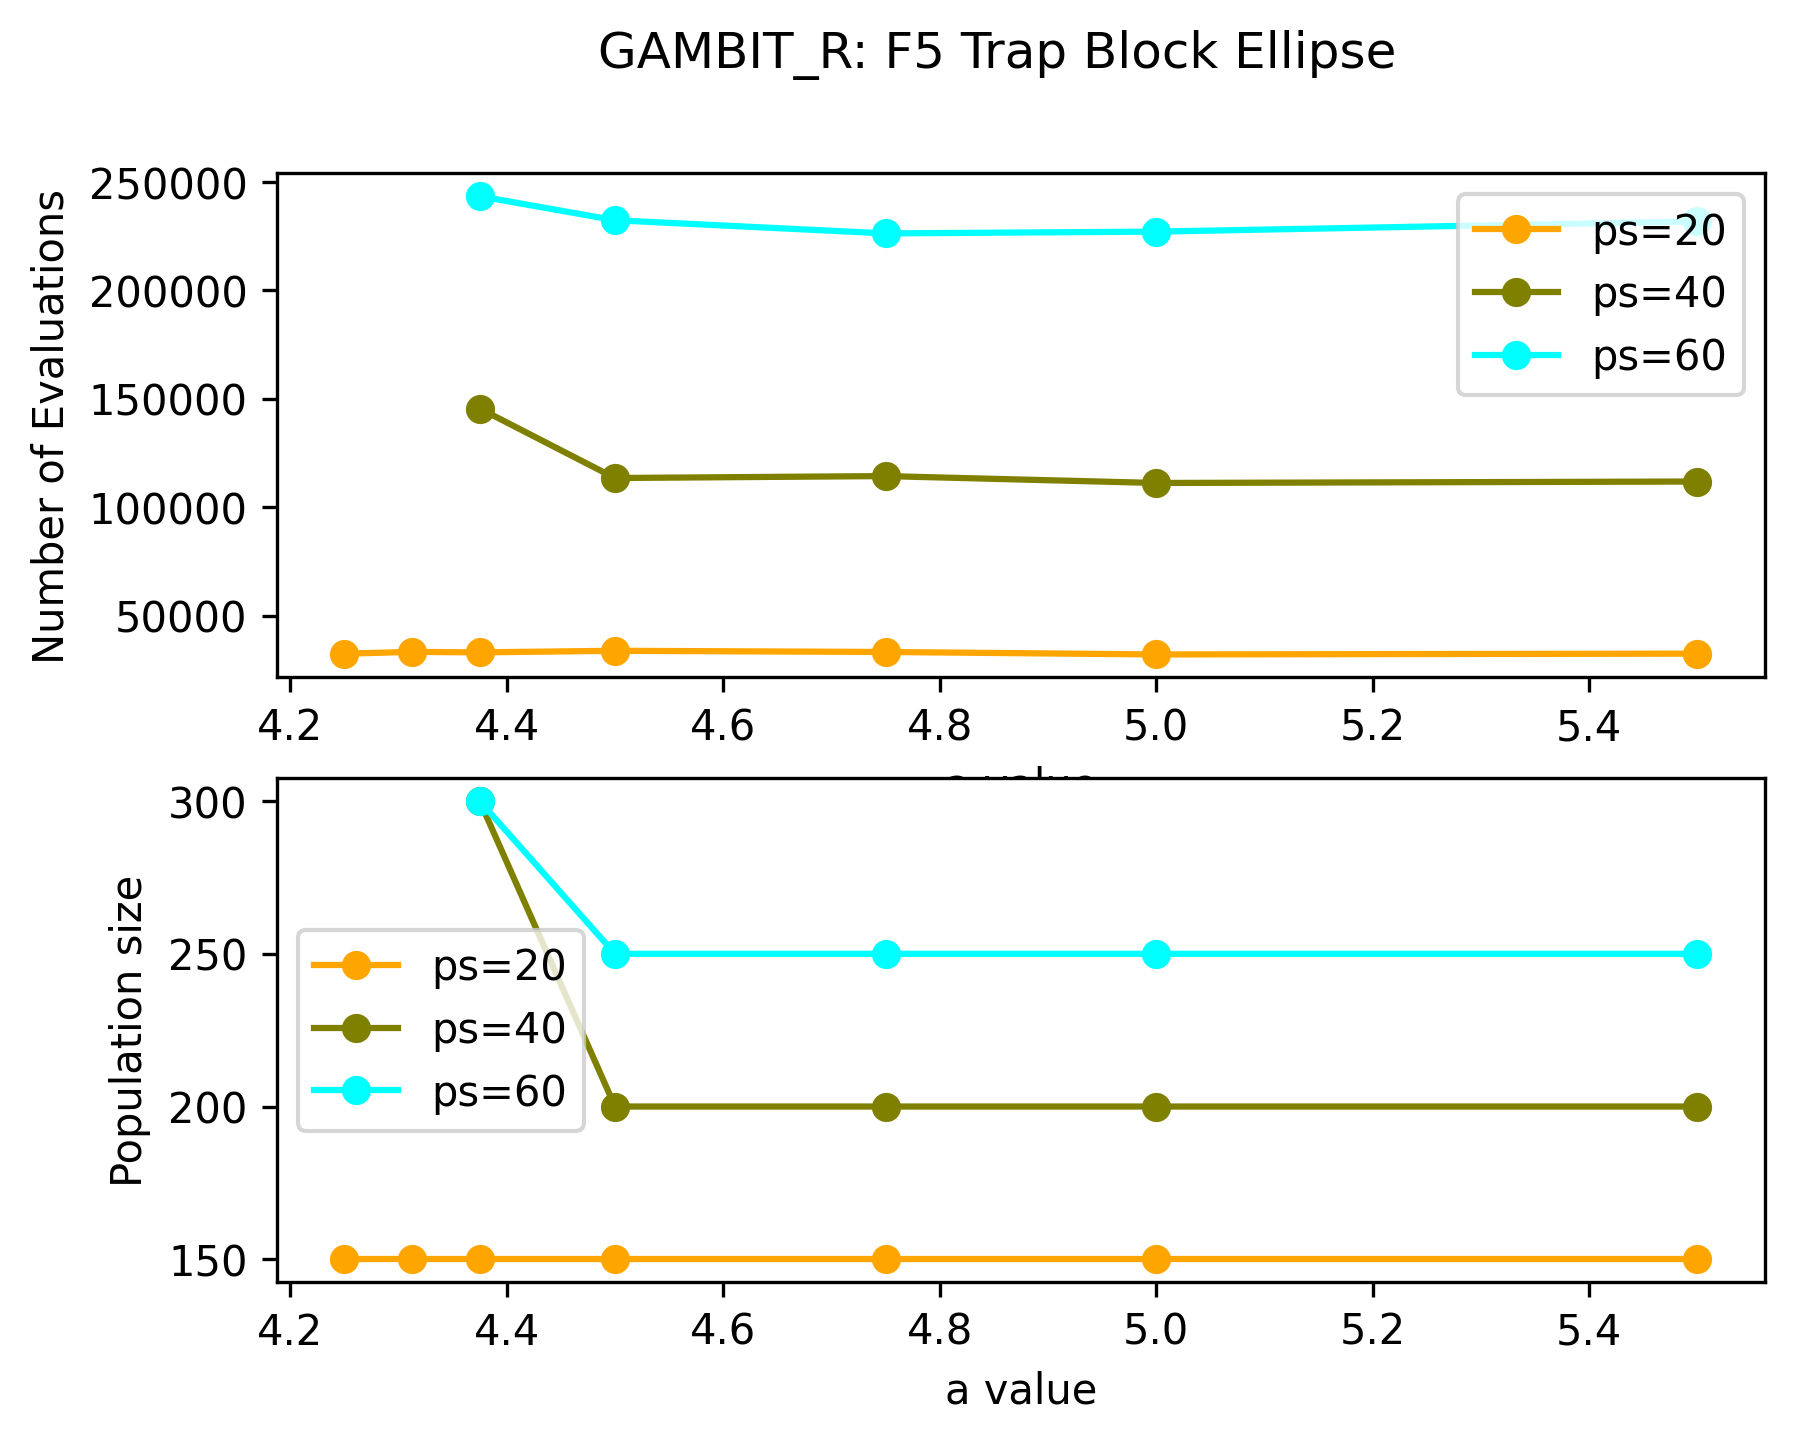 GAMBIT_R: F5 Trap Block Ellipse
Number of Evaluations
250000
200000
150000
100000
50000
ps=20
ps=40
ps=60
4.2 4.4 4.6 4.8 5.0 5.2 5.4
a value
Population size
300
250
200
150
ps=20
ps=40
ps=60
4.2 4.4 4.6 4.8 5.0 5.2 5.4
a value